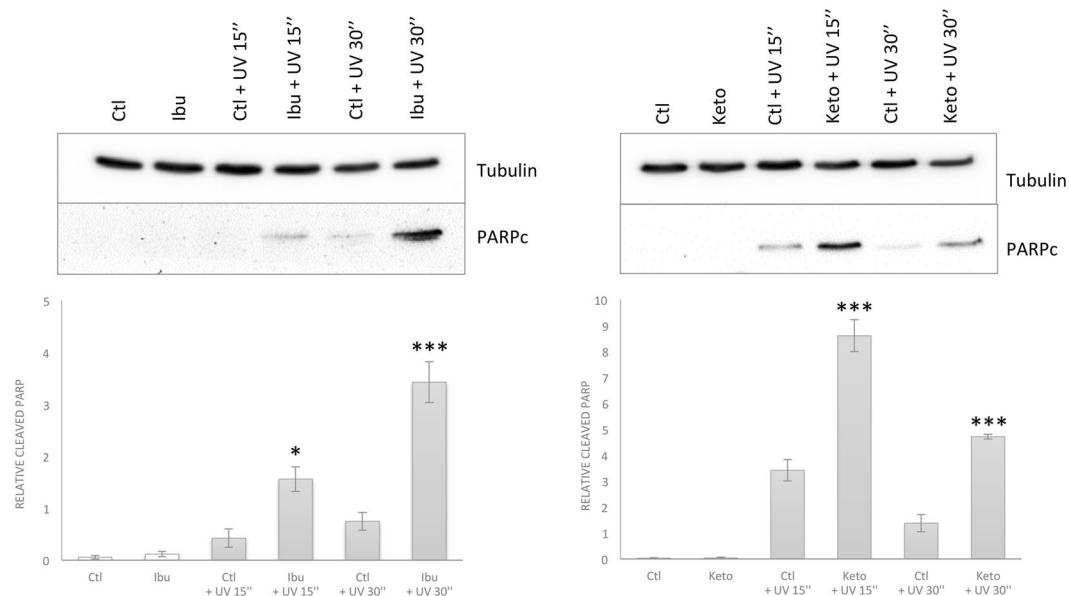 Ctl
Ibu
Ctl + UV 15’’
Ibu + UV 15’’
Ctl + UV 30’’
Ibu + UV 30’’
Tubulin
PARPc
RELATIVE CLEAVED PARP
5
4
3
2
1
0
***
*
Ctl
Ibu
Ctl
+ UV 15"
Ibu
+ UV 15"
Ctl
+ UV 30"
Ibu
+ UV 30"
Ctl
Keto
Ctl + UV 15’’
Keto + UV 15’’
Ctl + UV 30’’
Keto + UV 30’’
Tubulin
PARPc
RELATIVE CLEAVED PARP
10
9
8
7
6
5
4
3
2
1
0
***
***
Ctl
Keto
Ctl
+ UV 15"
Keto
+ UV 15"
Ctl
+ UV 30"
Keto
+ UV 30"